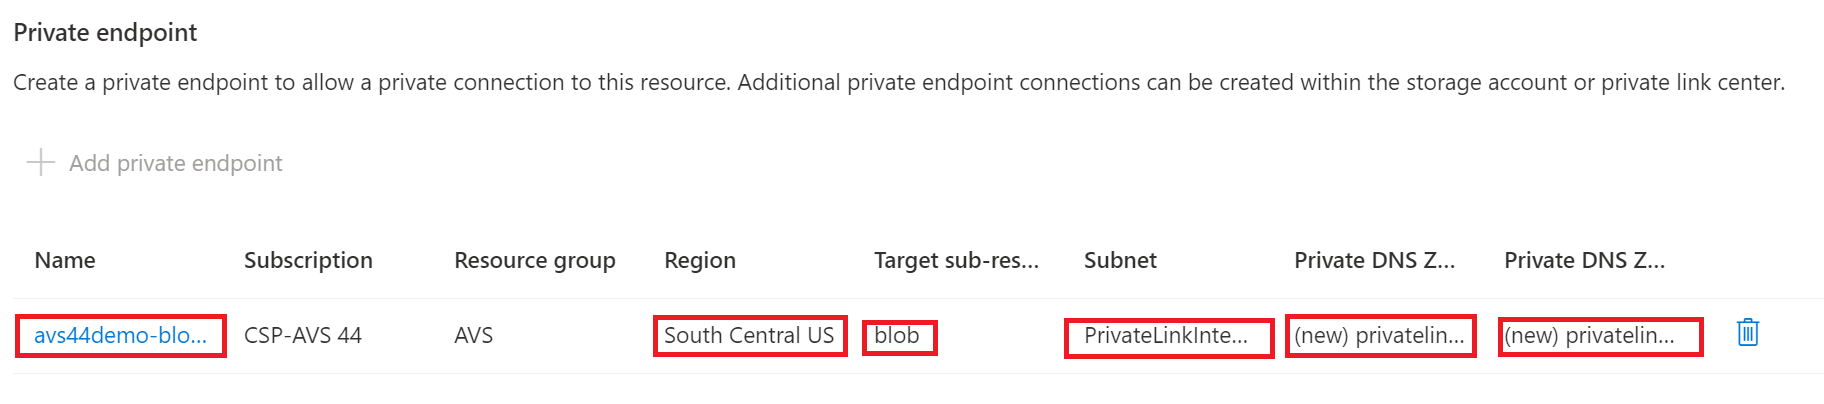 Private endpoint
Create a private endpoint to allow a private connection to this resource. Additional private endpoint connections can be created within the storage account or private link center.
Add private endpoint
Name Subscription Resource group Region Target sub-res... Subnet Private DNS Z... Private DNS Z...
avs44demo-blo... CSP-AVS 44 AVS South Central US blob PrivateLinkInte... (new) privatelin... (new) privatelin...